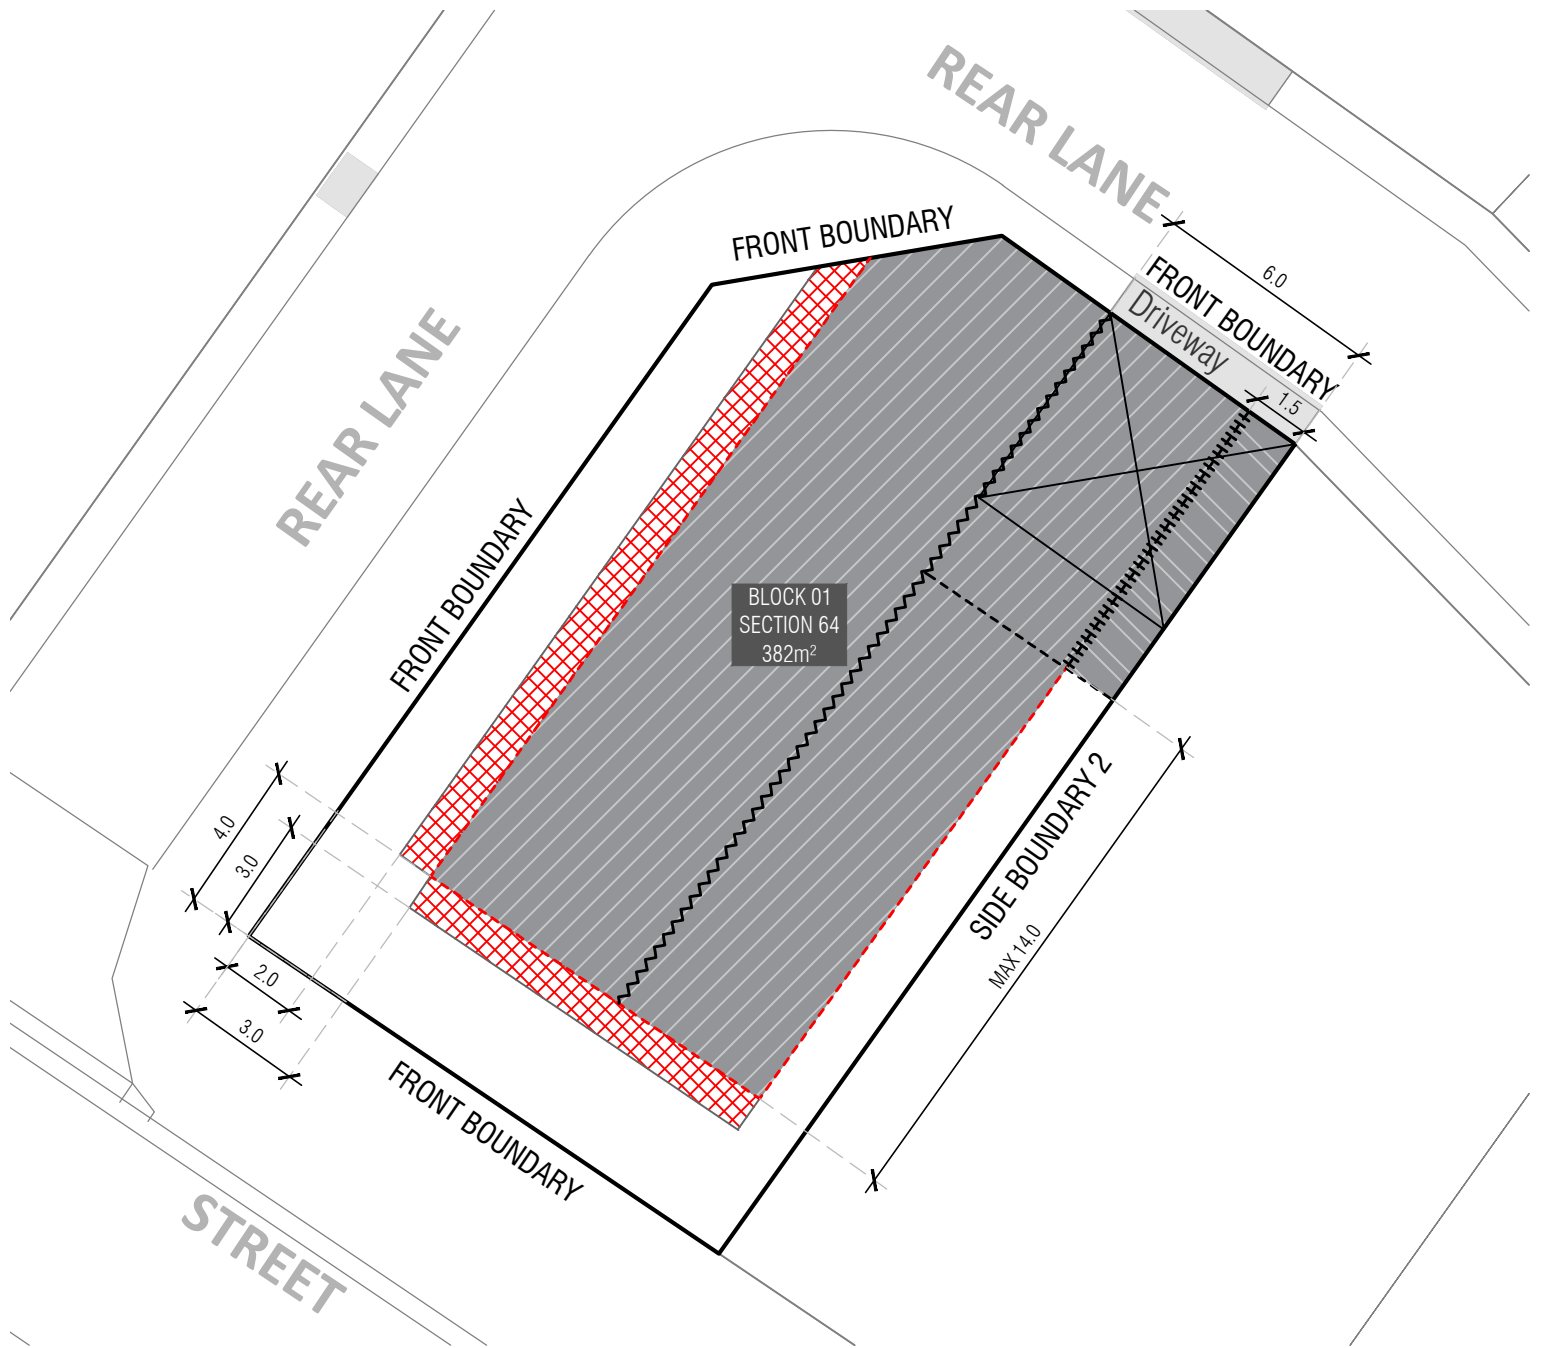 REAR LANE
FRONT BOUNDARY
6.0
FRONT BOUNDARY
Driveway
1.5
REAR LANE
FRONT BOUNDARY
BLOCK 01
SECTION 64
382m²
SIDE BOUNDARY 2
MAX 14.0
4.0
3.0
2.0
3.0
FRONT BOUNDARY
STREET